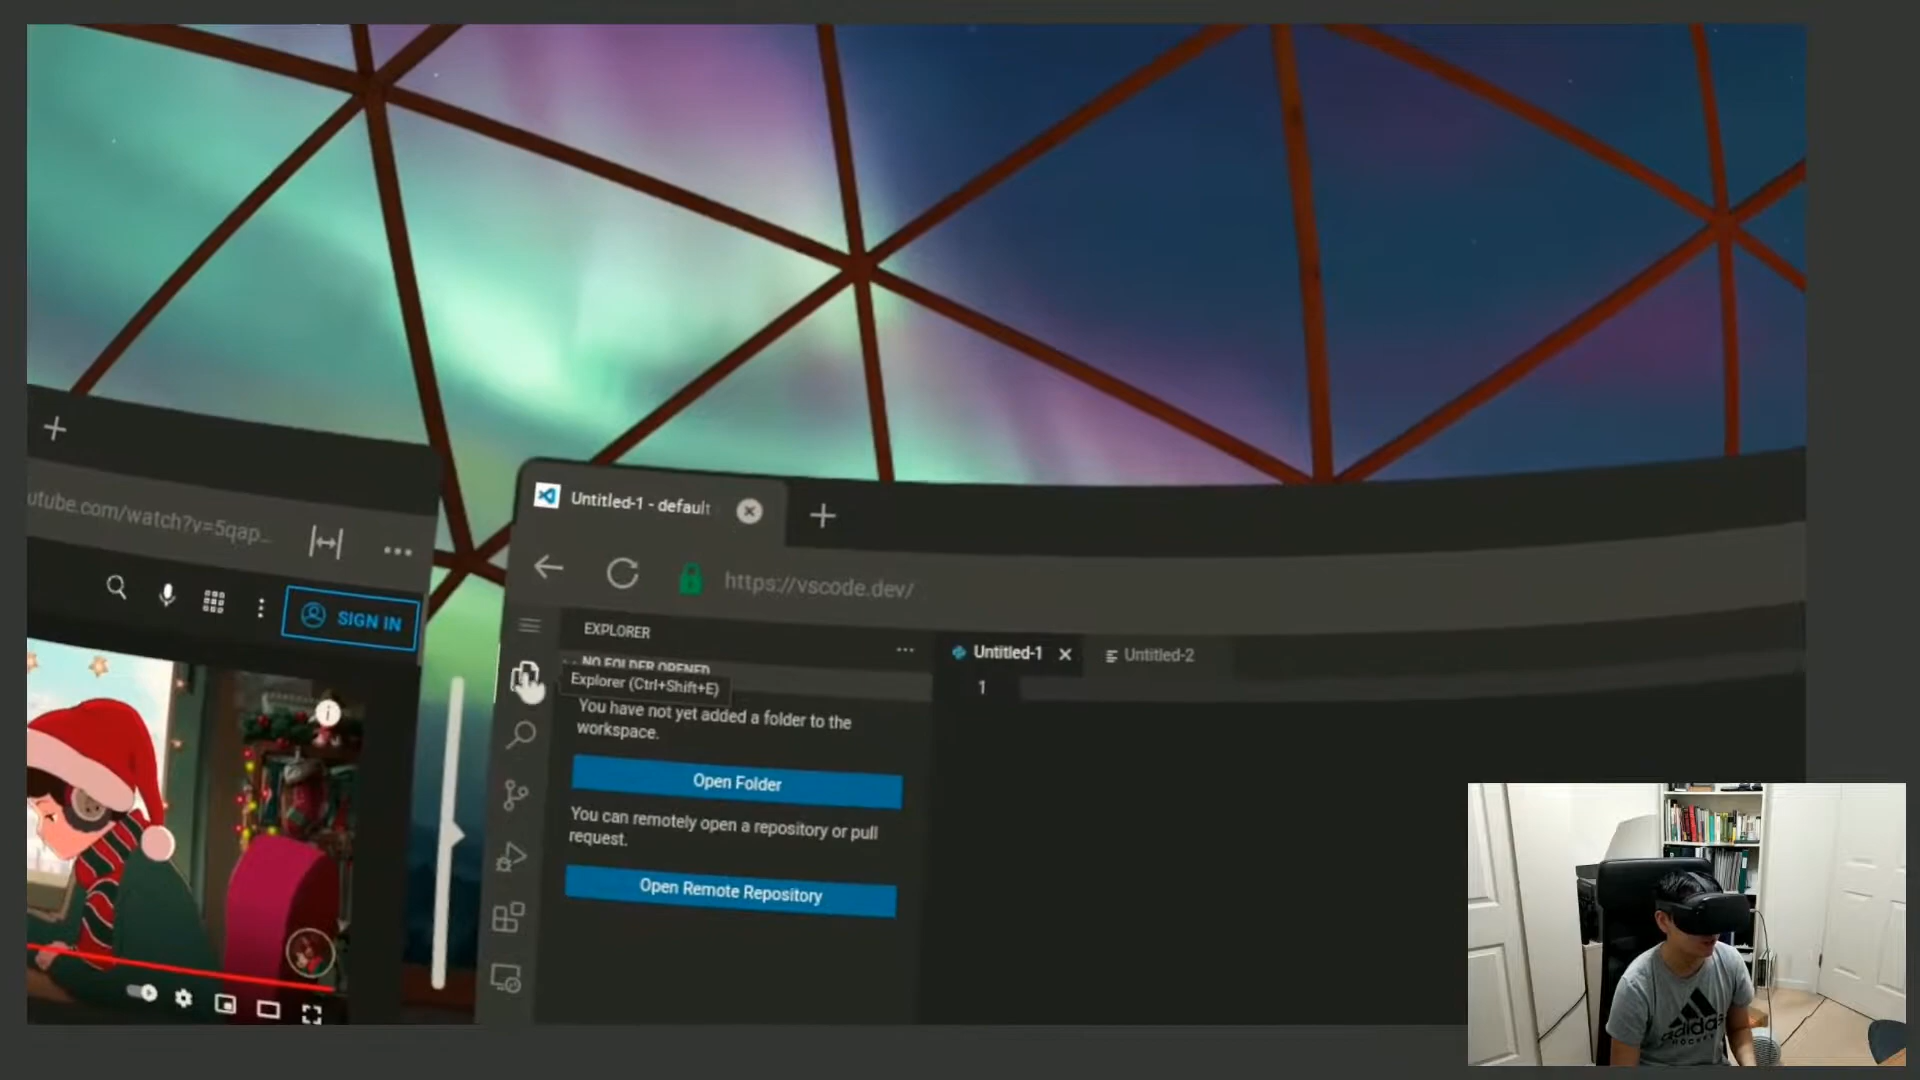 utube.com/watch?v=5qap...
SIGN IN
Untitled-1 - default
https://vscode.dev/
EXPLORER
NO FOLDER OPENED
Explorer (Ctrl+Shift+E)
You have not yet added a folder to the
workspace.
Open Folder
You can remotely open a repository or pull
request.
Open Remote Repository
Untitled-1
Untitled-2
1
adidas
HOCKEY